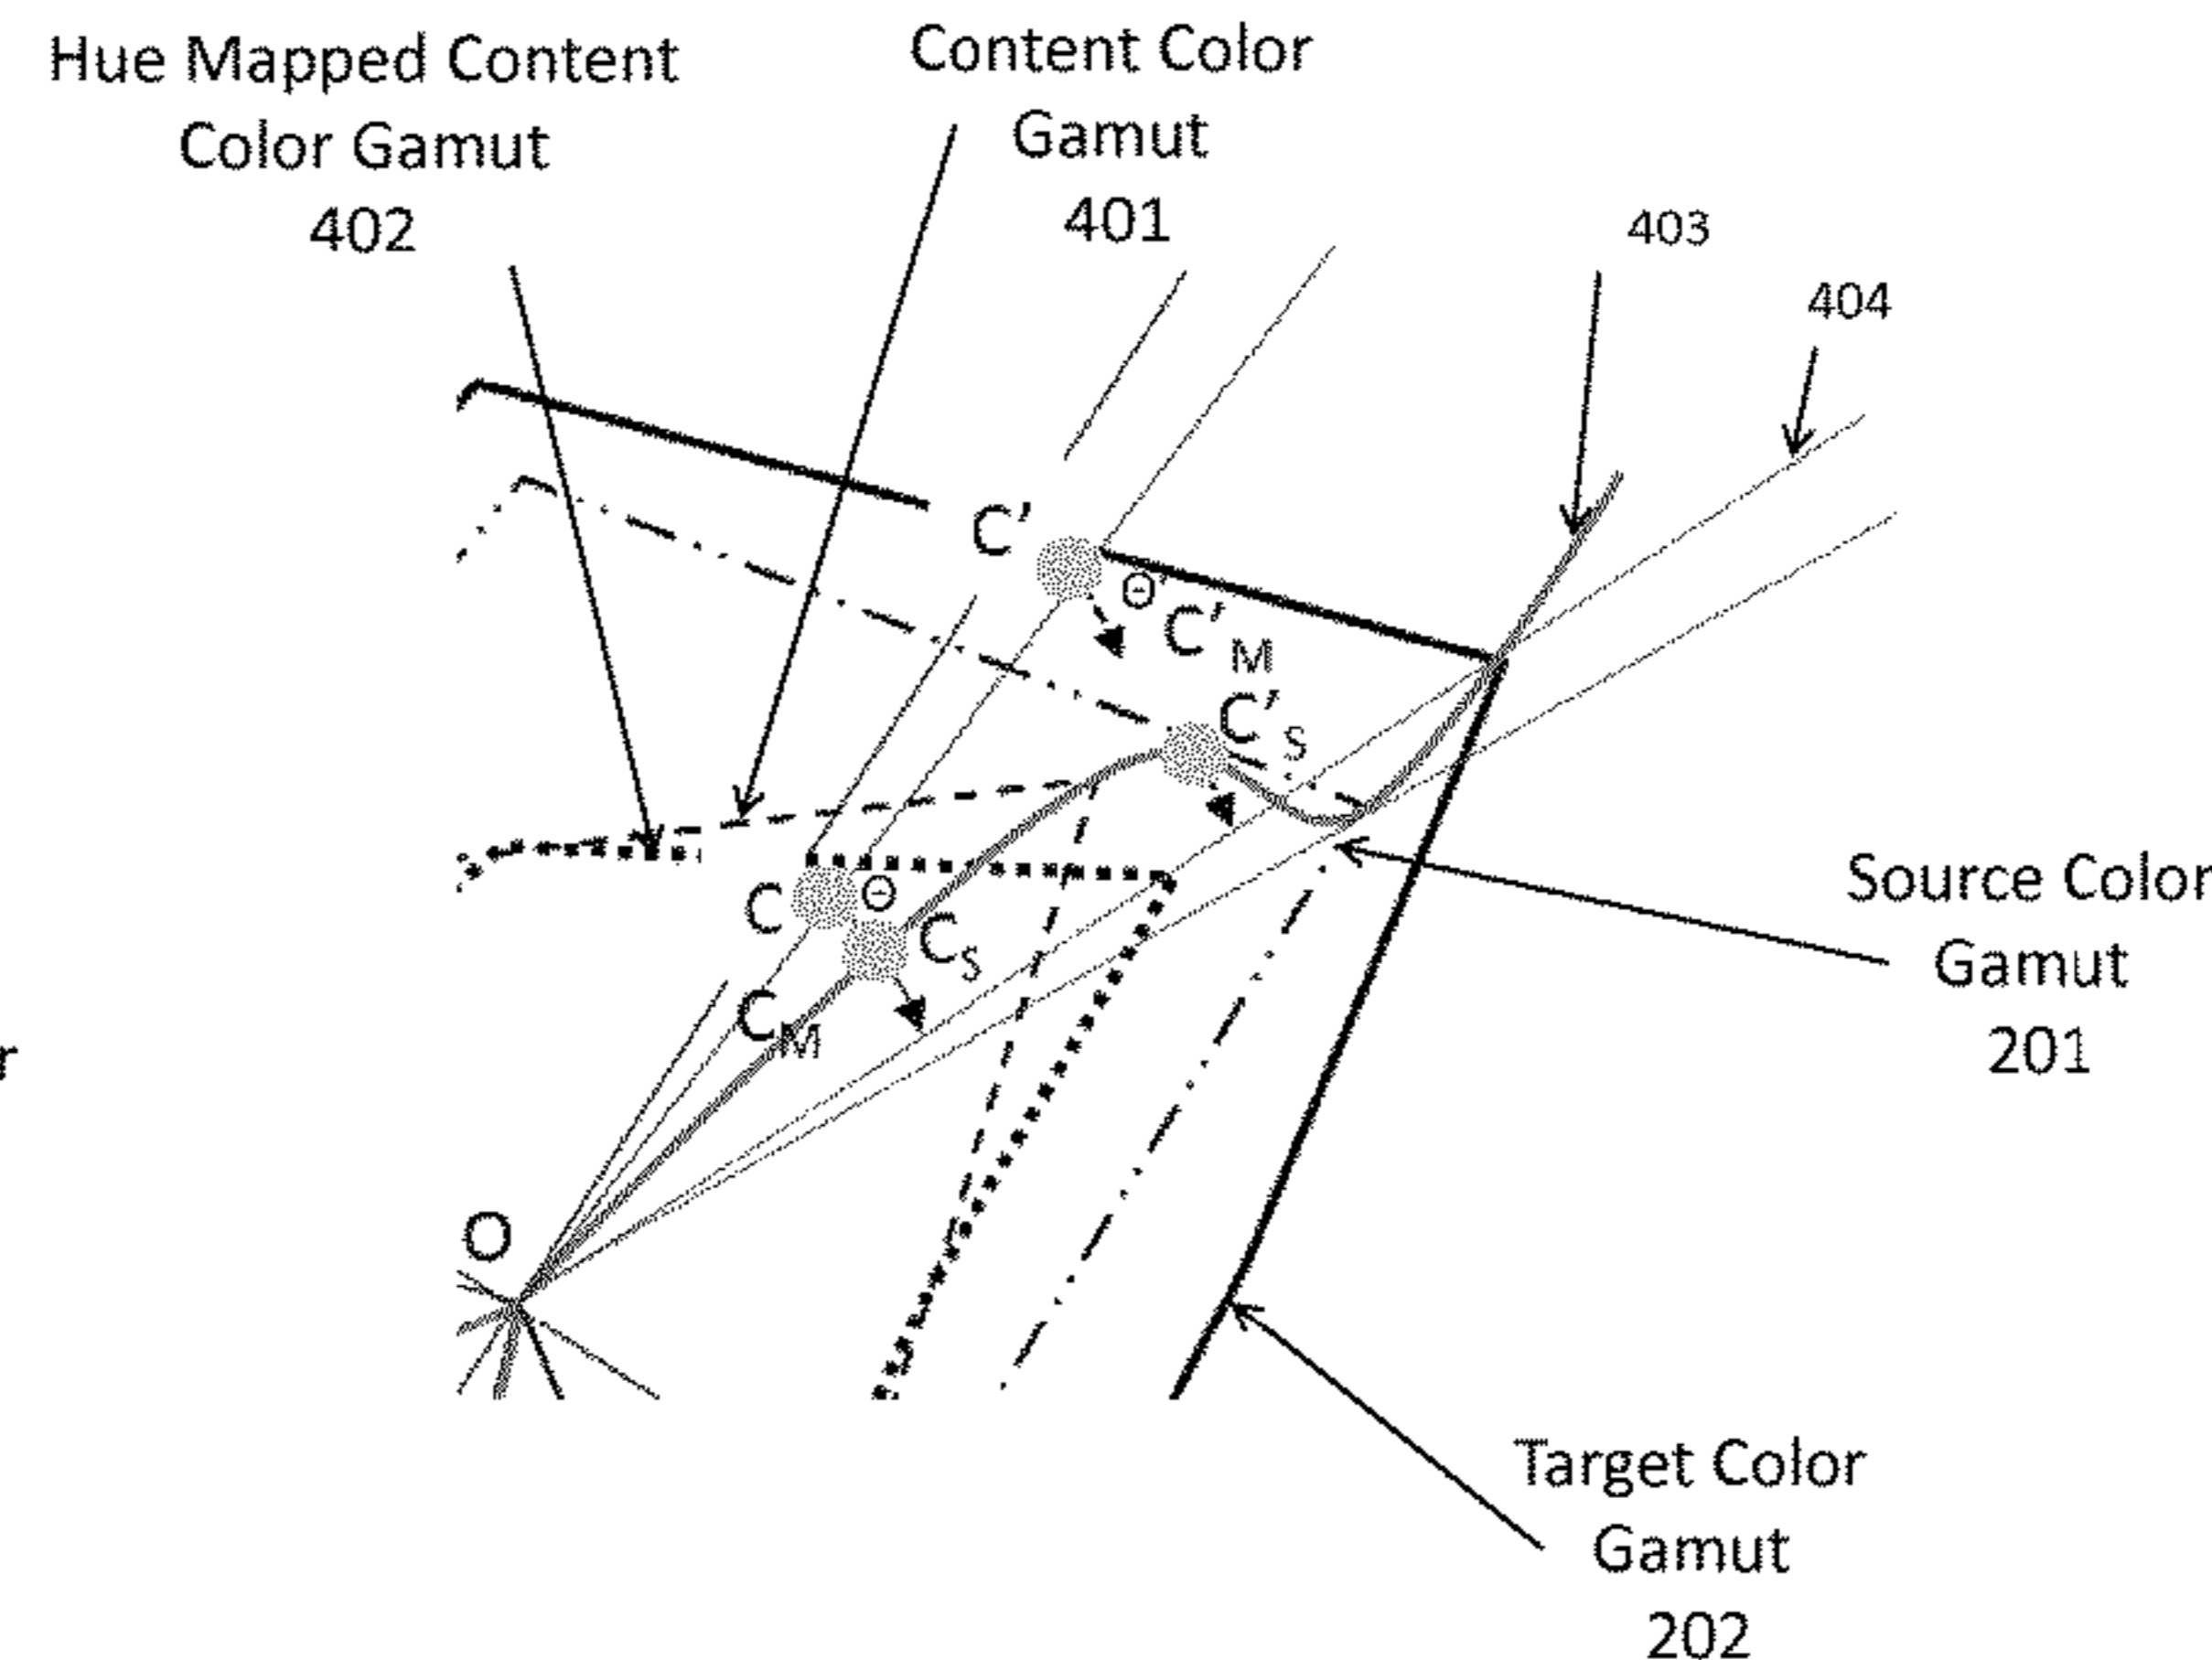 Hue Mapped Content
Color Gamut
402
Content Color
Gamut
401
403
404
C'
Θ'
C'M
C'S
C
Θ
CS
CM
O
r
Source Color
Gamut
201
Target Color
Gamut
202